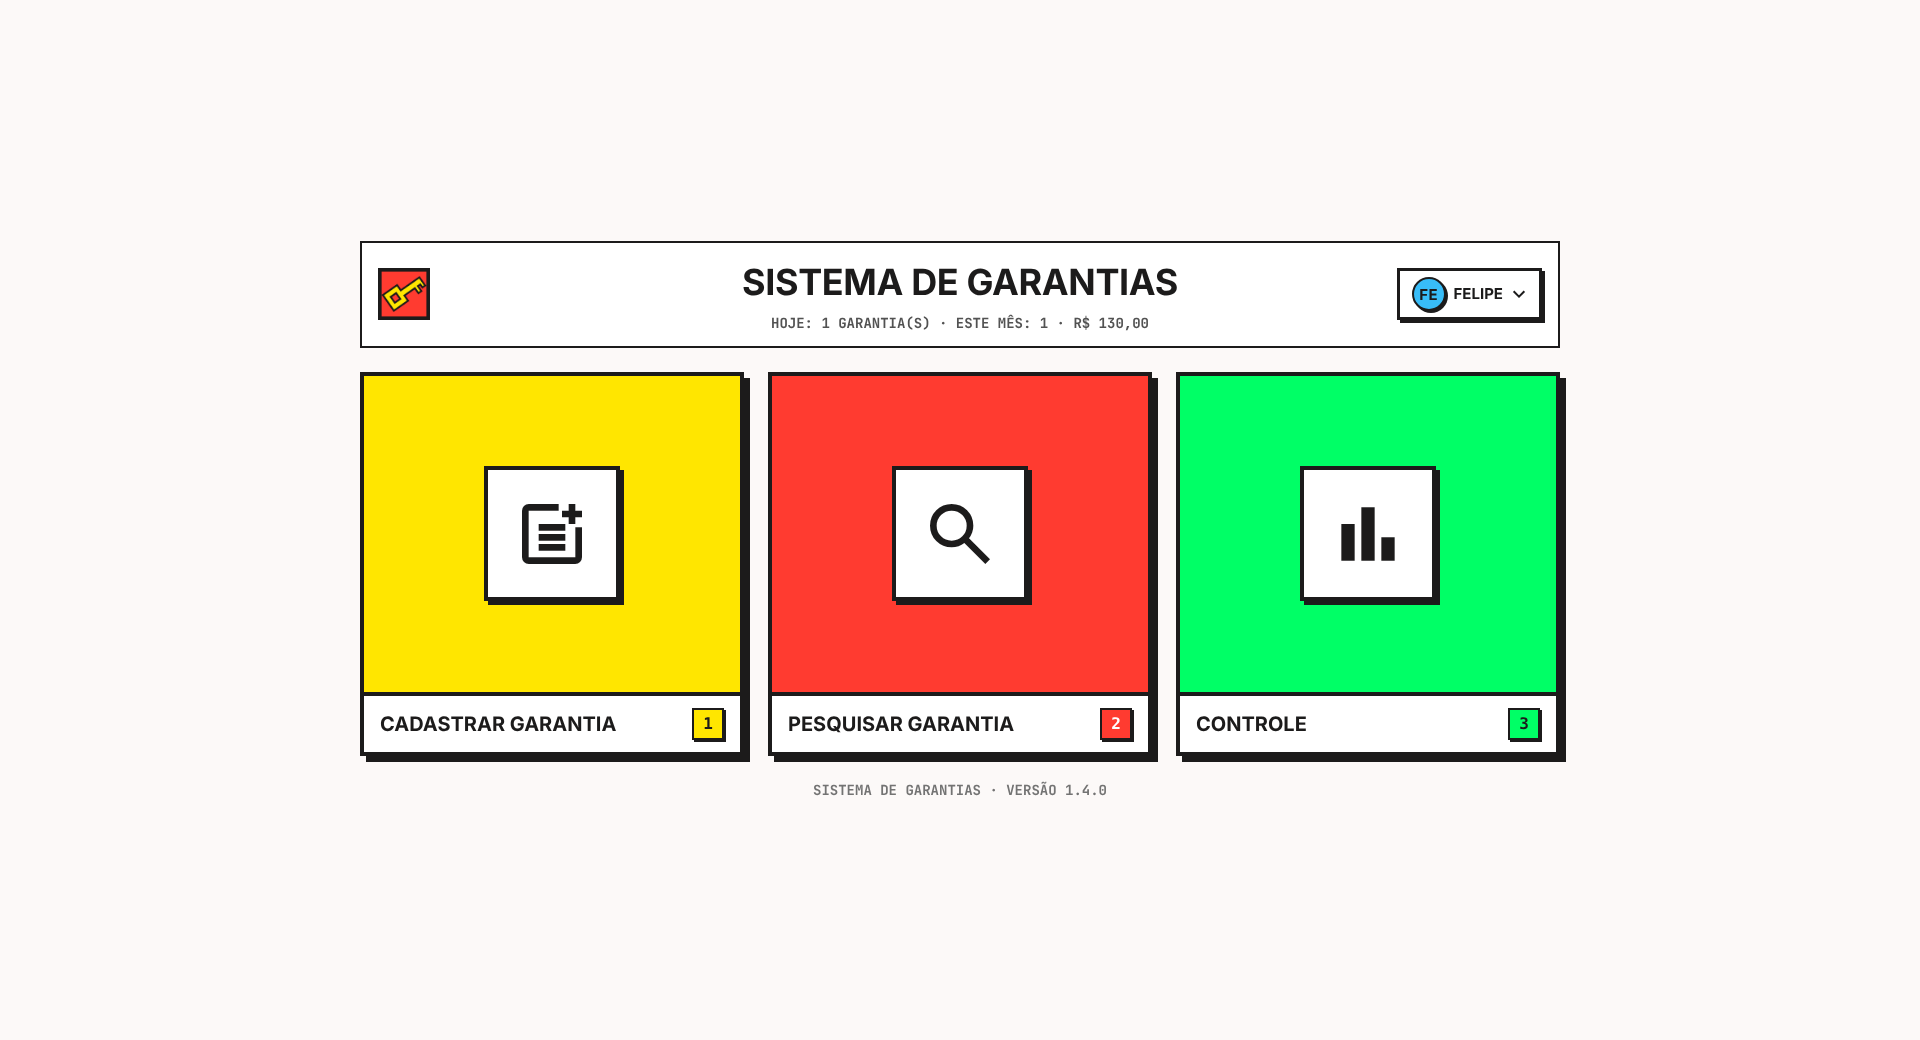 SISTEMA DE GARANTIAS
HOJE: 1 GARANTIA(S) · ESTE MÊS: 1 · R$ 130,00
FE FELIPE
CADASTRAR GARANTIA 1
PESQUISAR GARANTIA 2
CONTROLE 3
SISTEMA DE GARANTIAS · VERSÃO 1.4.0